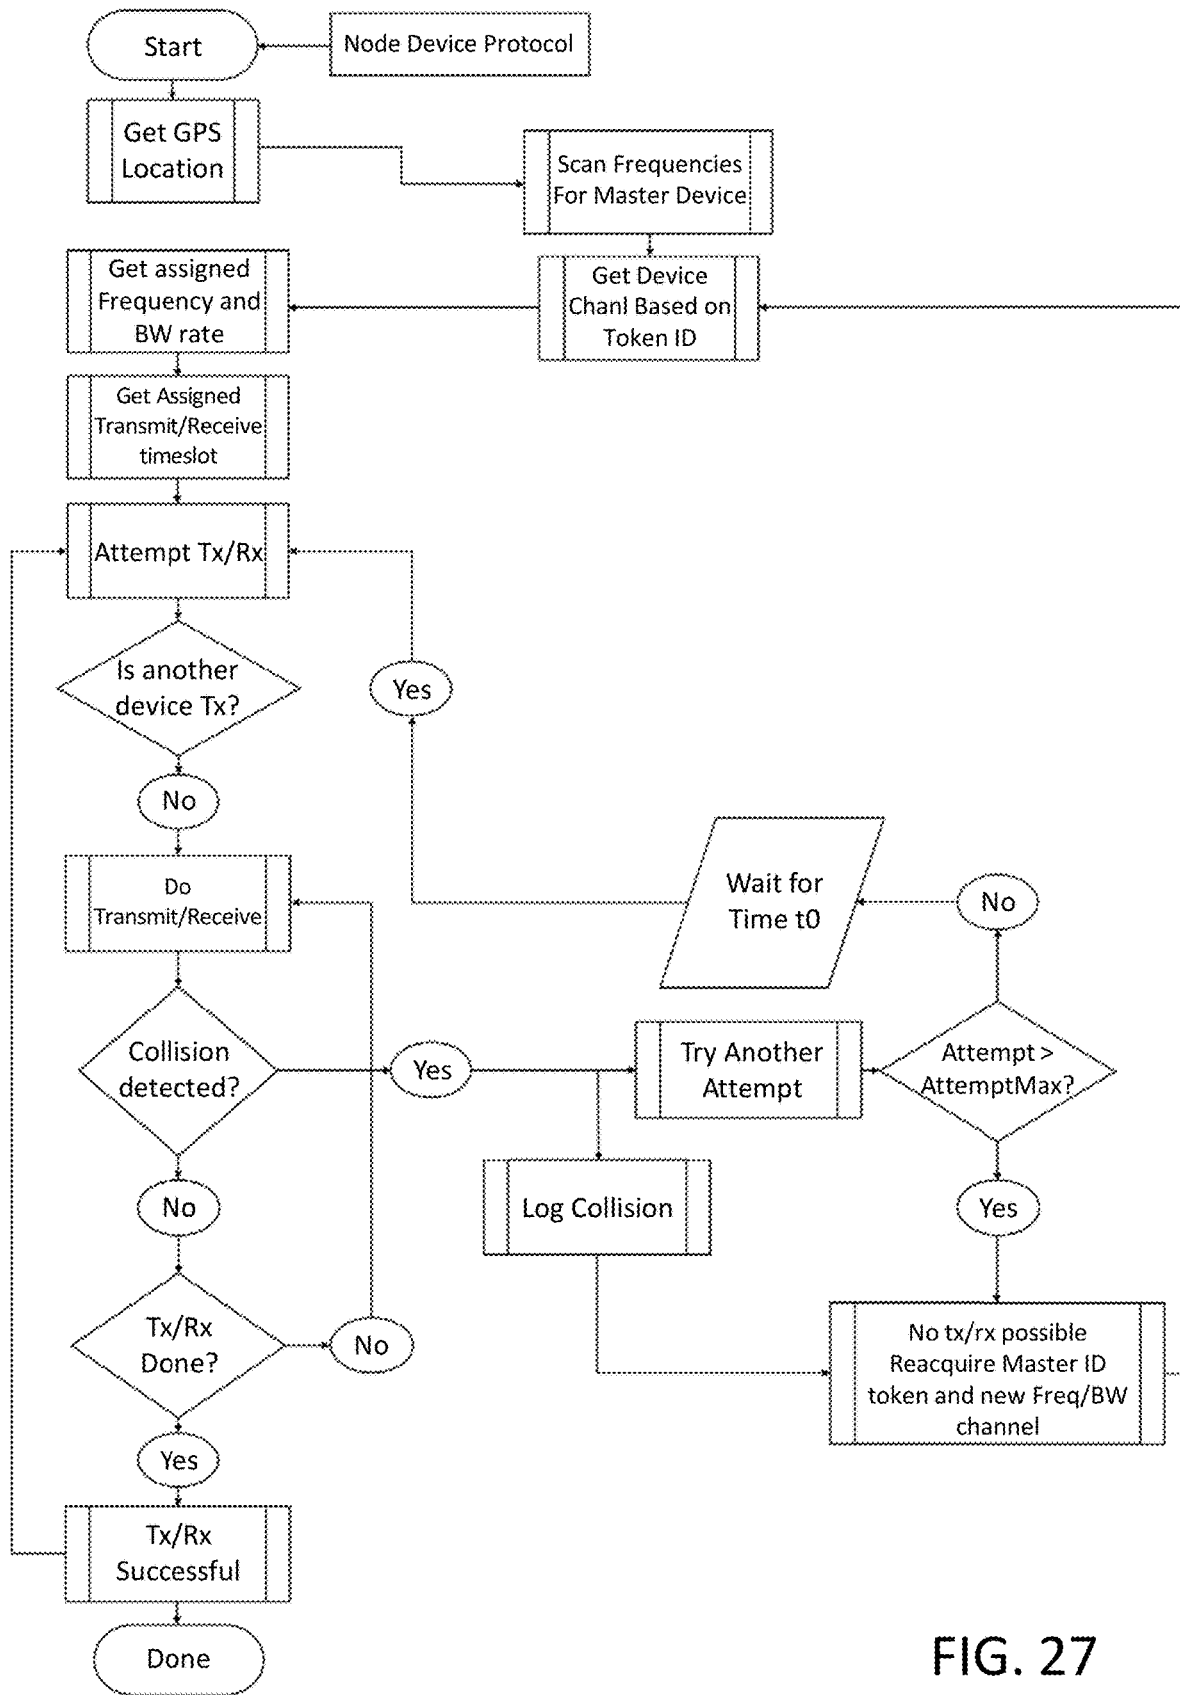 Start
Node Device Protocol
Get GPS
Location
Scan Frequencies
For Master Device
Get assigned
Frequency and
BW rate
Get Device
Chanl Based on
Token ID
Get Assigned
Transmit/Receive
timeslot
Attempt Tx/Rx
Is another
device Tx?
Yes
No
Do
Transmit/Receive
Wait for
Time t0
No
Collision
detected?
Yes
Try Another
Attempt
Attempt >
AttemptMax?
No
Log Collision
Yes
Tx/Rx
Done?
No
No tx/rx possible
Reacquire Master ID
token and new Freq/BW
channel
Yes
Tx/Rx
Successful
Done
FIG. 27